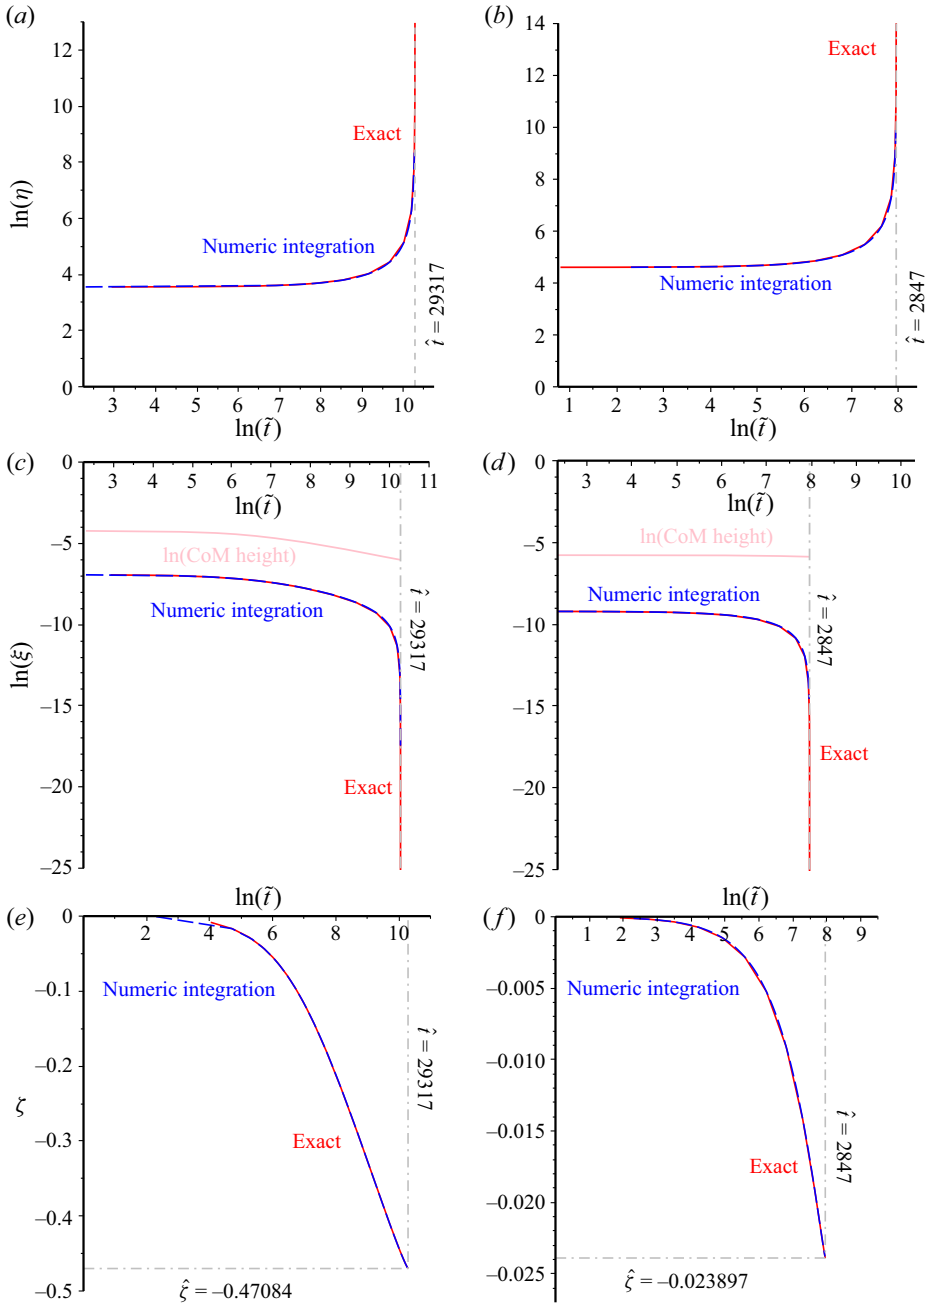 (a)
12
10
8
6
4
2
0
ln(η)
Exact
Numeric integration
t̂ = 29317
3 4 5 6 7 8 9 10
ln(t̃)
(b)
14
12
10
8
6
4
2
0
Exact
Numeric integration
t̂ = 2847
1 2 3 4 5 6 7 8
ln(t̃)
(c)
0
–5
–10
–15
–20
–25
ln(ξ)
3 4 5 6 7 8 9 10 11
ln(t̃)
ln(CoM height)
Numeric integration
t̂ = 29317
Exact
(d)
0
–5
–10
–15
–20
–25
3 4 5 6 7 8 9 10
ln(t̃)
ln(CoM height)
Numeric integration
t̂ = 2847
Exact
(e)
ln(t̃)
0
–0.1
–0.2
–0.3
–0.4
–0.5
ζ
2 4 6 8 10
Numeric integration
t̂ = 29317
Exact
ζ̂ = –0.47084
(f)
ln(t̃)
0
–0.005
–0.010
–0.015
–0.020
–0.025
1 2 3 4 5 6 7 8 9
Numeric integration
t̂ = 2847
Exact
ζ̂ = –0.023897